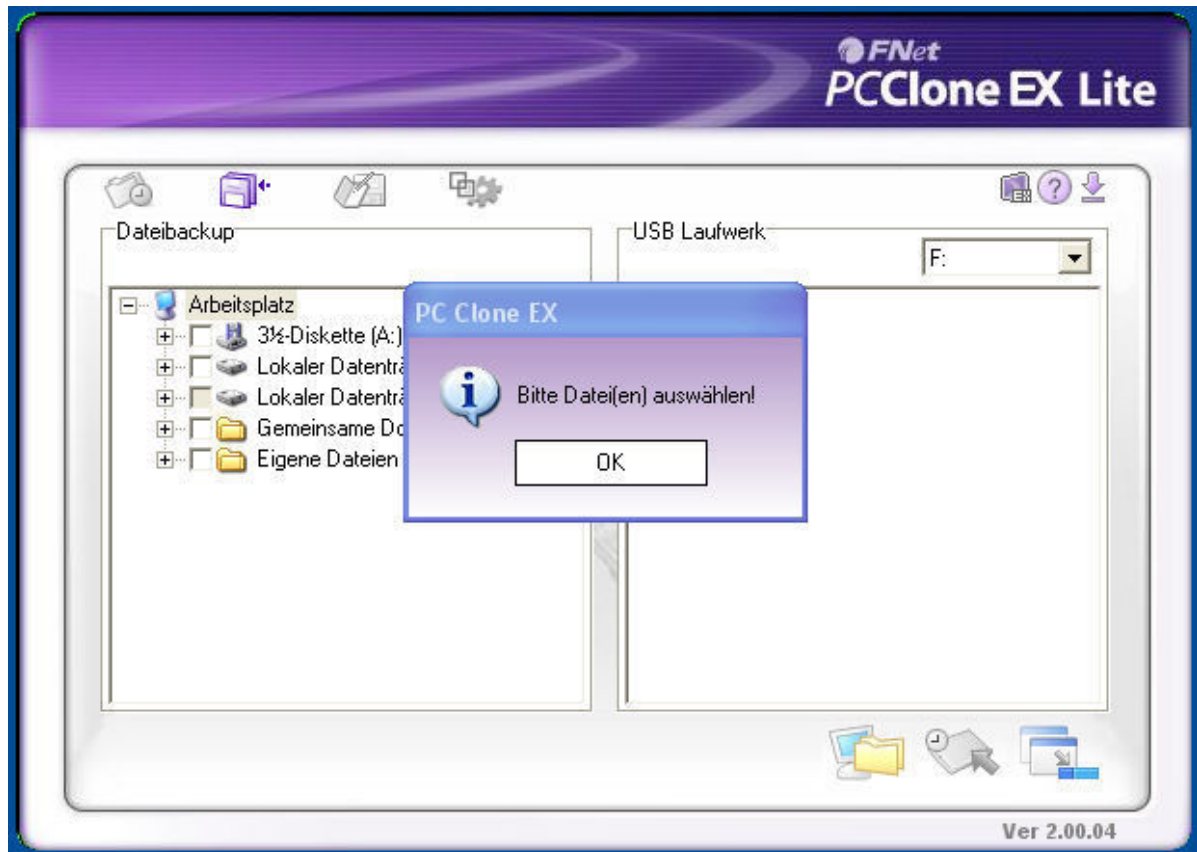 FNet
PCClone EX Lite
Dateibackup
USB Laufwerk
F:
Arbeitsplatz
3½-Diskette (A:)
Lokaler Datenträ
Lokaler Datenträ
Gemeinsame Do
Eigene Dateien
PC Clone EX
Bitte Datei(en) auswählen!
OK
Ver 2.00.04